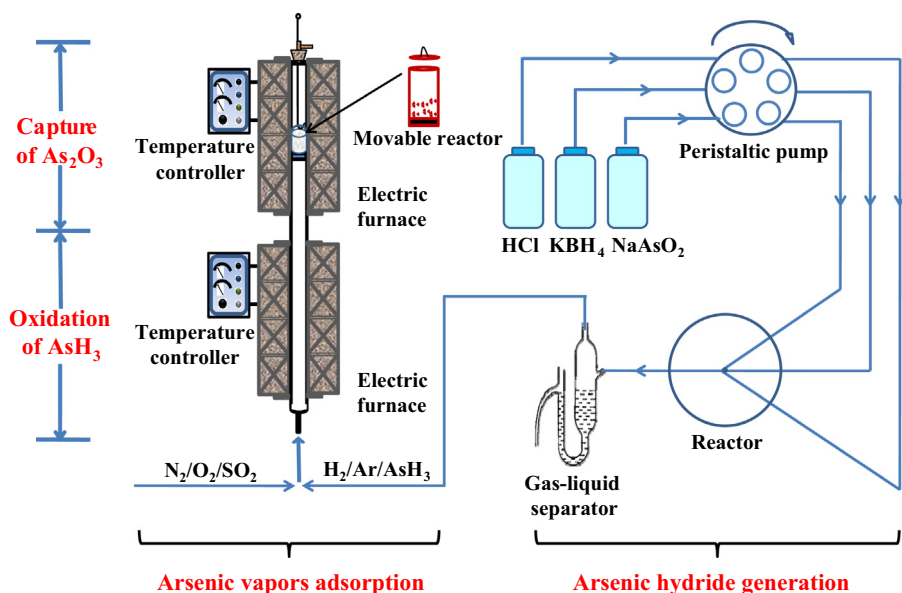 Capture
of As₂O₃
Oxidation
of AsH₃
Temperature
controller
Temperature
controller
Movable reactor
Electric
furnace
Electric
furnace
N₂/O₂/SO₂
H₂/Ar/AsH₃
Arsenic vapors adsorption
Peristaltic pump
HCl
KBH₄
NaAsO₂
Reactor
Gas-liquid
separator
Arsenic hydride generation